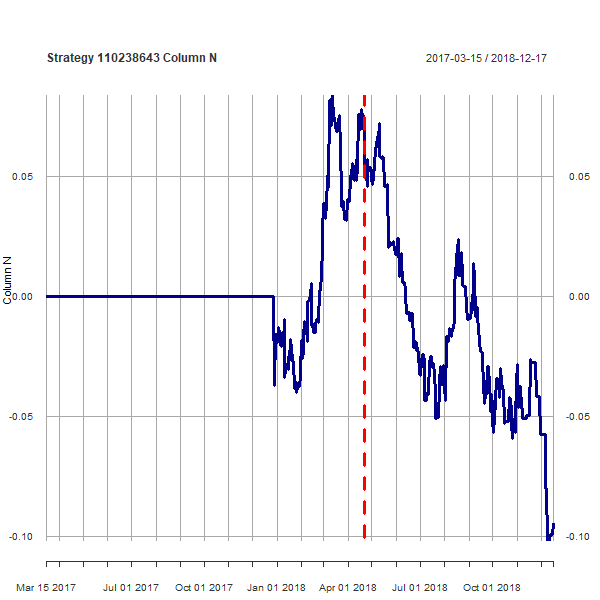 Strategy 110238643 Column N
2017-03-15 / 2018-12-17
Column N
0.05
0.05
0.00
0.00
-0.05
-0.05
-0.10
-0.10
Mar 15 2017
Jul 01 2017
Oct 01 2017
Jan 01 2018
Apr 01 2018
Jul 01 2018
Oct 01 2018